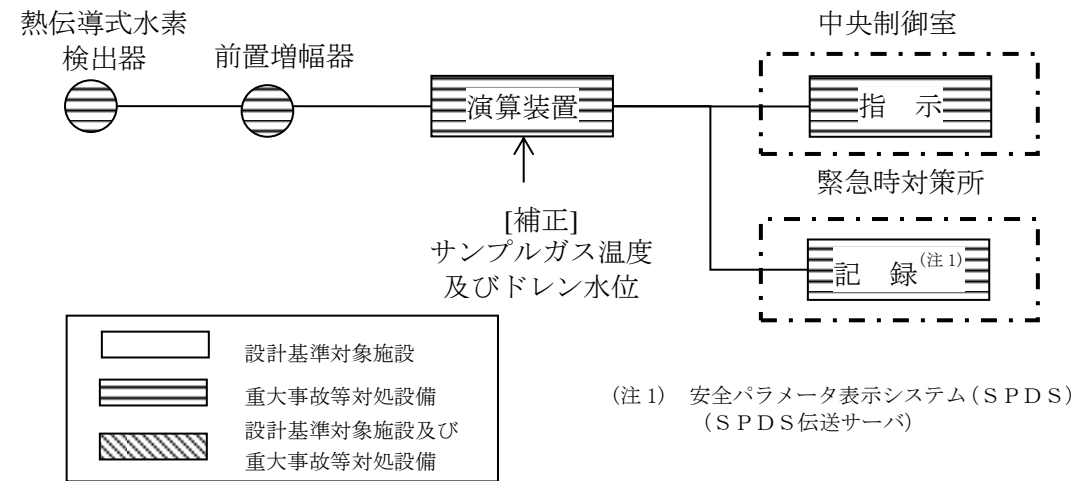 熱伝導式水素
検出器
前置増幅器
演算装置
[補正]
サンプルガス温度
及びドレン水位
中央制御室
指 示
緊急時対策所
記 録(注1)
設計基準対象施設
重大事故等対処設備
設計基準対象施設及び
重大事故等対処設備
(注1) 安全パラメータ表示システム(SPDS)
(SPDS伝送サーバ)